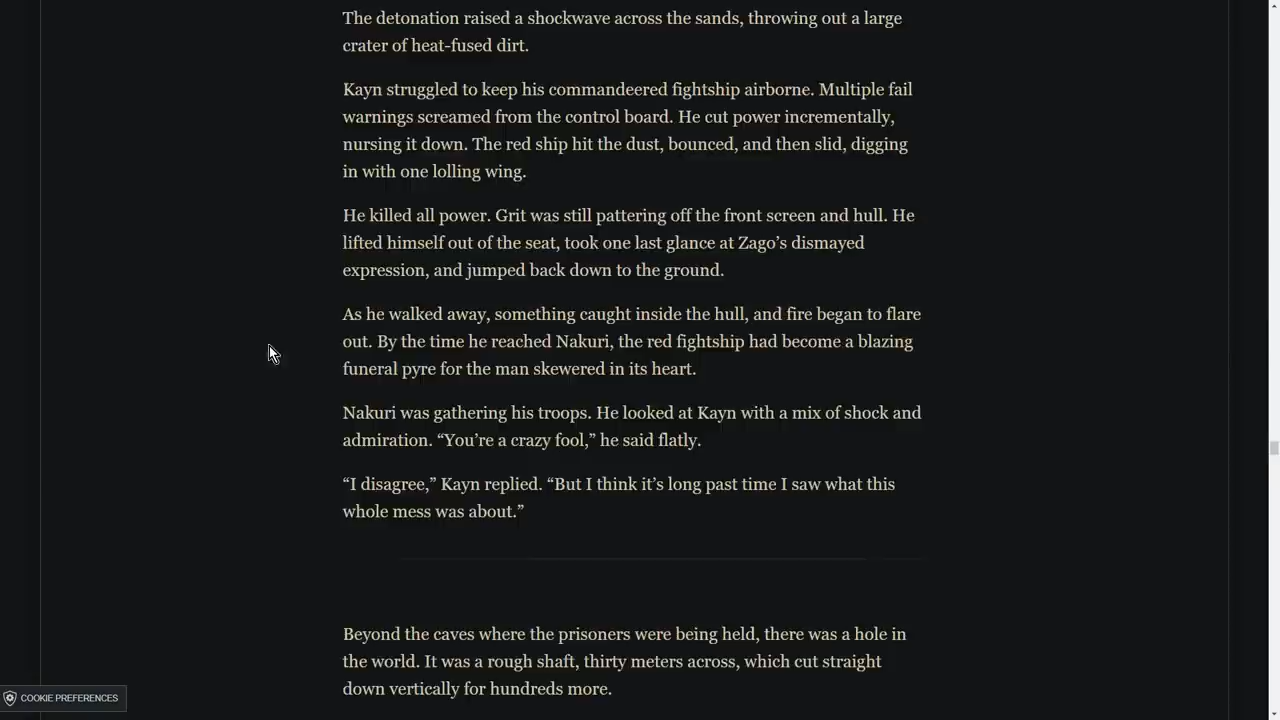 The detonation raised a shockwave across the sands, throwing out a large
crater of heat-fused dirt.
Kayn struggled to keep his commandeered fightship airborne. Multiple fail
warnings screamed from the control board. He cut power incrementally,
nursing it down. The red ship hit the dust, bounced, and then slid, digging
in with one lolling wing.
He killed all power. Grit was still pattering off the front screen and hull. He
lifted himself out of the seat, took one last glance at Zago’s dismayed
expression, and jumped back down to the ground.
As he walked away, something caught inside the hull, and fire began to flare
out. By the time he reached Nakuri, the red fightship had become a blazing
funeral pyre for the man skewered in its heart.
Nakuri was gathering his troops. He looked at Kayn with a mix of shock and
admiration. “You’re a crazy fool,” he said flatly.
“I disagree,” Kayn replied. “But I think it’s long past time I saw what this
whole mess was about.”
Beyond the caves where the prisoners were being held, there was a hole in
the world. It was a rough shaft, thirty meters across, which cut straight
down vertically for hundreds more.
COOKIE PREFERENCES